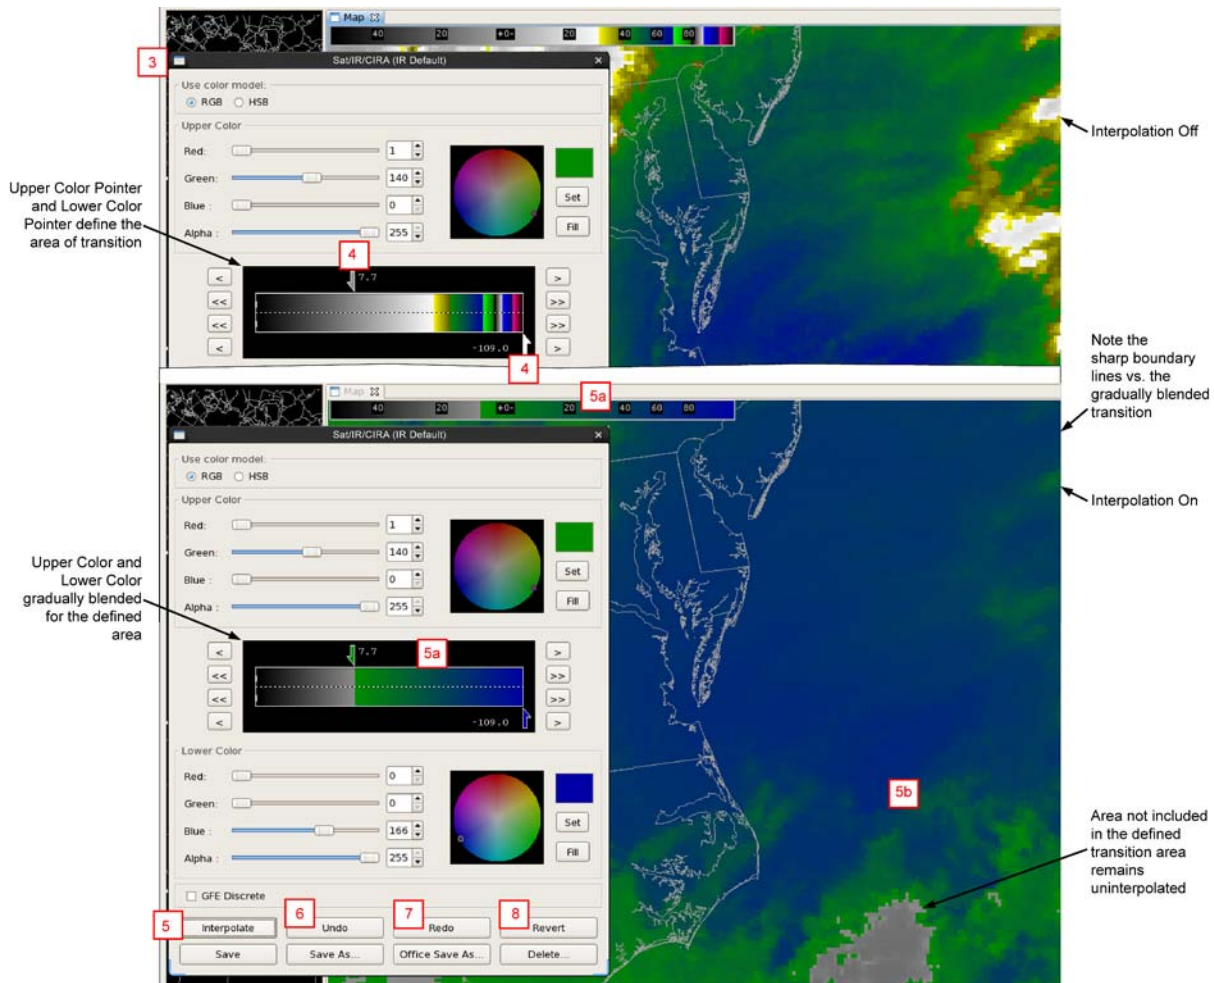 Map
40 20 +0- 20 40 60 80
3
Sat/IR/CIRA (IR Default)
Use color model:
RGB HSB
Upper Color
Red: 1
Green: 140
Blue : 0
Alpha : 255
Set
Fill
Interpolation Off
Upper Color Pointer
and Lower Color
Pointer define the
area of transition
4
7.7
< >
<< >>
<< >>
< >
-109.0
4
Note the
sharp boundary
lines vs. the
gradually blended
transition
Map
5a
40 20 +0- 20 40 60 80
Sat/IR/CIRA (IR Default)
Use color model:
RGB HSB
Upper Color
Red: 1
Green: 140
Blue : 0
Alpha : 255
Set
Fill
Interpolation On
Upper Color and
Lower Color
gradually blended
for the defined
area
7.7
5a
< >
<< >>
<< >>
< >
-109.0
Lower Color
Red: 0
Green: 0
Blue : 166
Alpha : 255
Set
Fill
5b
Area not included
in the defined
transition area
remains
uninterpolated
GFE Discrete
5 6 7 8
Interpolate Undo Redo Revert
Save Save As... Office Save As... Delete...